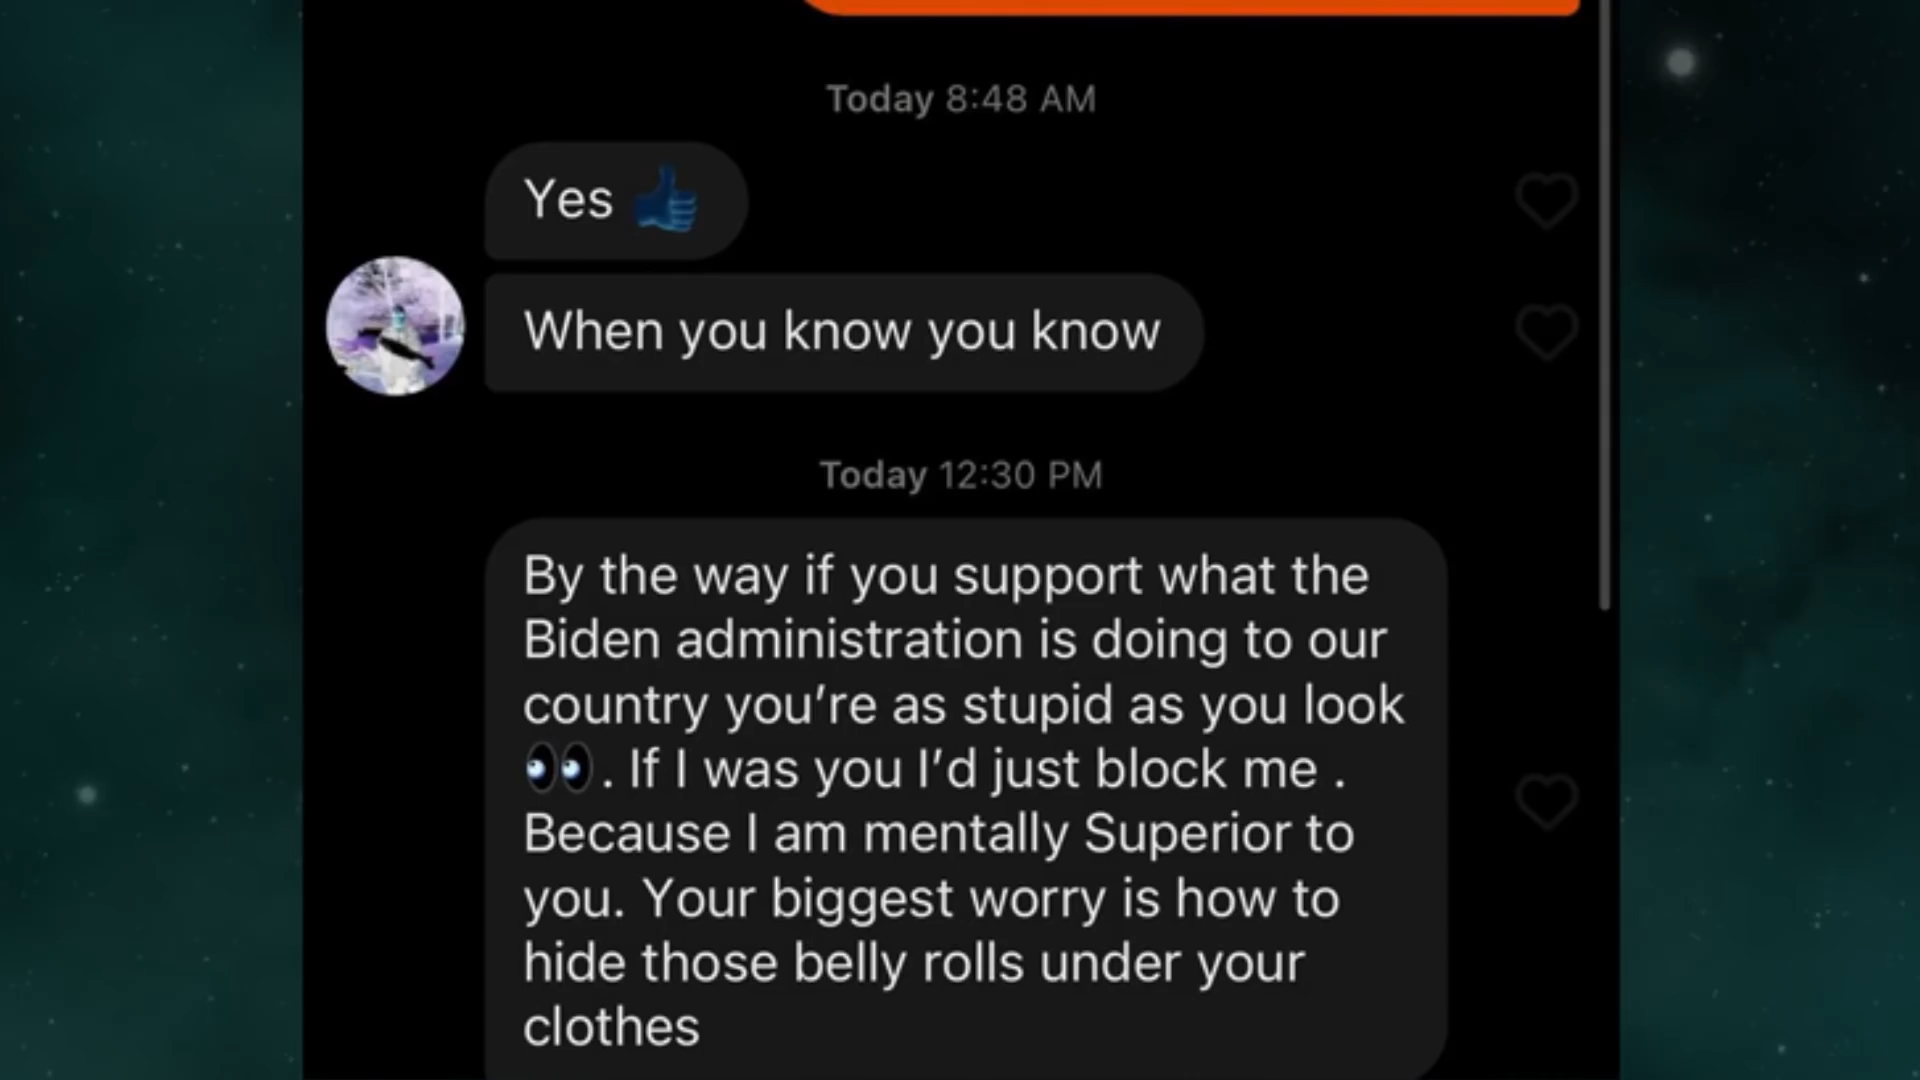 Today 8:48 AM
Yes 👍
When you know you know
Today 12:30 PM
By the way if you support what the
Biden administration is doing to our
country you’re as stupid as you look
👀. If I was you I’d just block me .
Because I am mentally Superior to
you. Your biggest worry is how to
hide those belly rolls under your
clothes